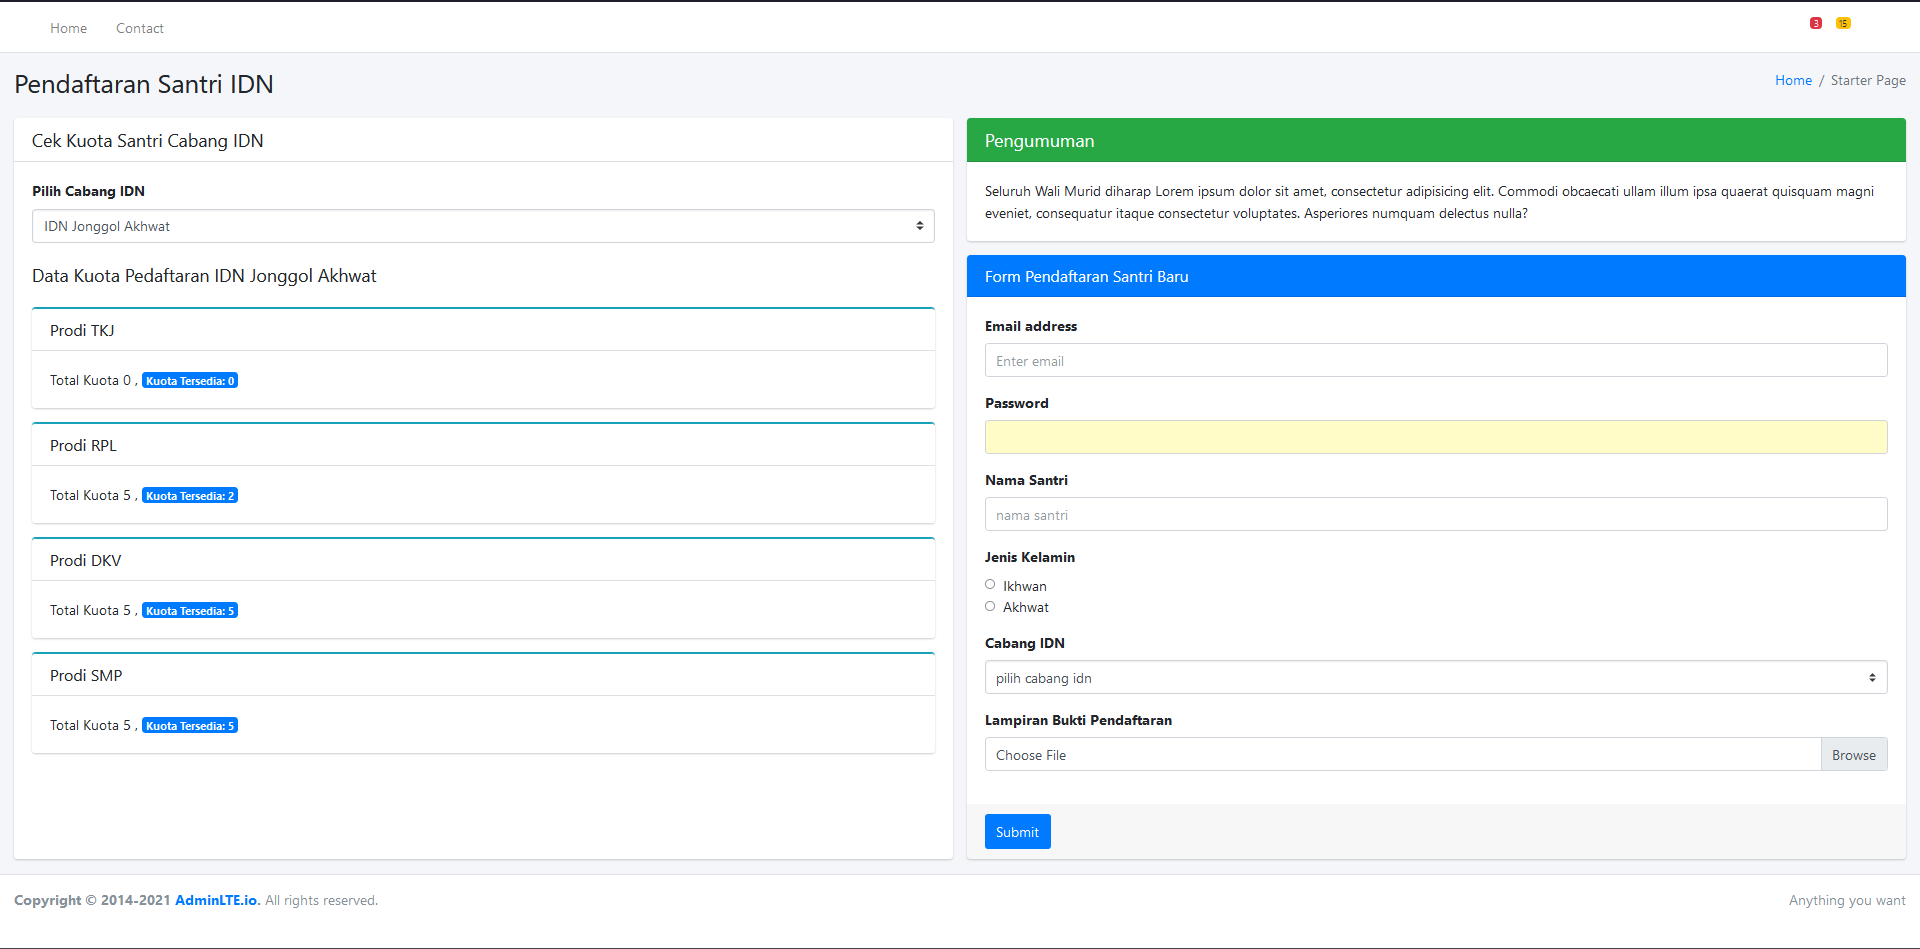 Home
Contact
3
15
Pendaftaran Santri IDN
Home / Starter Page
Cek Kuota Santri Cabang IDN
Pilih Cabang IDN
IDN Jonggol Akhwat
Data Kuota Pedaftaran IDN Jonggol Akhwat
Prodi TKJ
Total Kuota 0 , Kuota Tersedia: 0
Prodi RPL
Total Kuota 5 , Kuota Tersedia: 2
Prodi DKV
Total Kuota 5 , Kuota Tersedia: 5
Prodi SMP
Total Kuota 5 , Kuota Tersedia: 5
Pengumuman
Seluruh Wali Murid diharap Lorem ipsum dolor sit amet, consectetur adipisicing elit. Commodi obcaecati ullam illum ipsa quaerat quisquam magni
eveniet, consequatur itaque consectetur voluptates. Asperiores numquam delectus nulla?
Form Pendaftaran Santri Baru
Email address
Enter email
Password
Nama Santri
nama santri
Jenis Kelamin
Ikhwan
Akhwat
Cabang IDN
pilih cabang idn
Lampiran Bukti Pendaftaran
Choose File
Browse
Submit
Copyright © 2014-2021 AdminLTE.io. All rights reserved.
Anything you want